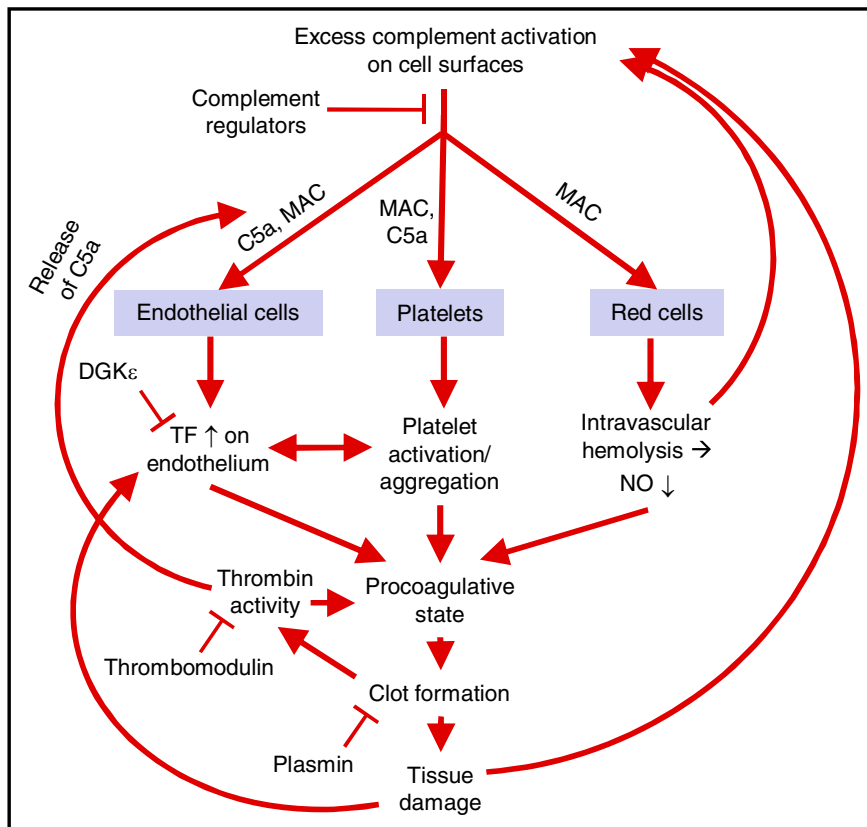 Excess complement activation
on cell surfaces
Complement
regulators
Release
of C5a
C5a, MAC
MAC,
C5a
MAC
Endothelial cells
Platelets
Red cells
DGKε
TF ↑ on
endothelium
Platelet
activation/
aggregation
Intravascular
hemolysis →
NO ↓
Thrombin
activity
Procoagulative
state
Thrombomodulin
Clot formation
Plasmin
Tissue
damage